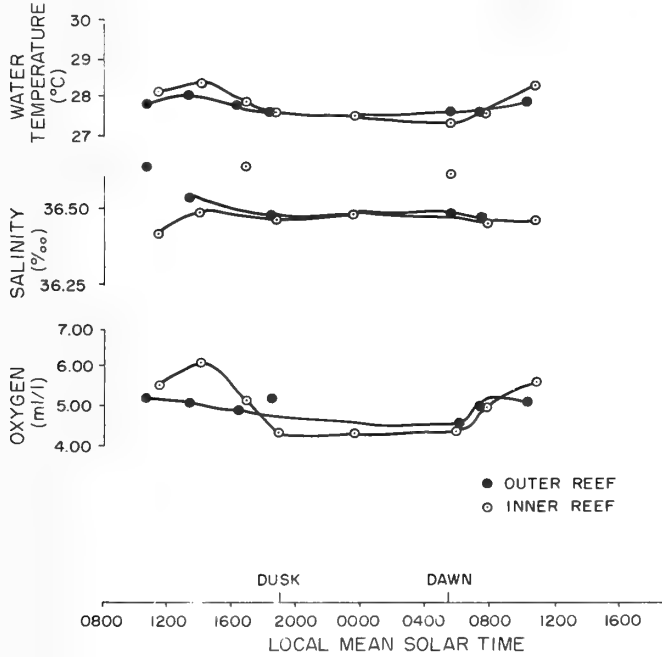 WATER
TEMPERATURE
(°C)
30
29
28
27
SALINITY
(‰)
36.50
36.25
OXYGEN
(ml/l)
7.00
6.00
5.00
4.00
● OUTER REEF
⊙ INNER REEF
DUSK DAWN
0800 1200 1600 2000 0000 0400 0800 1200 1600
LOCAL MEAN SOLAR TIME